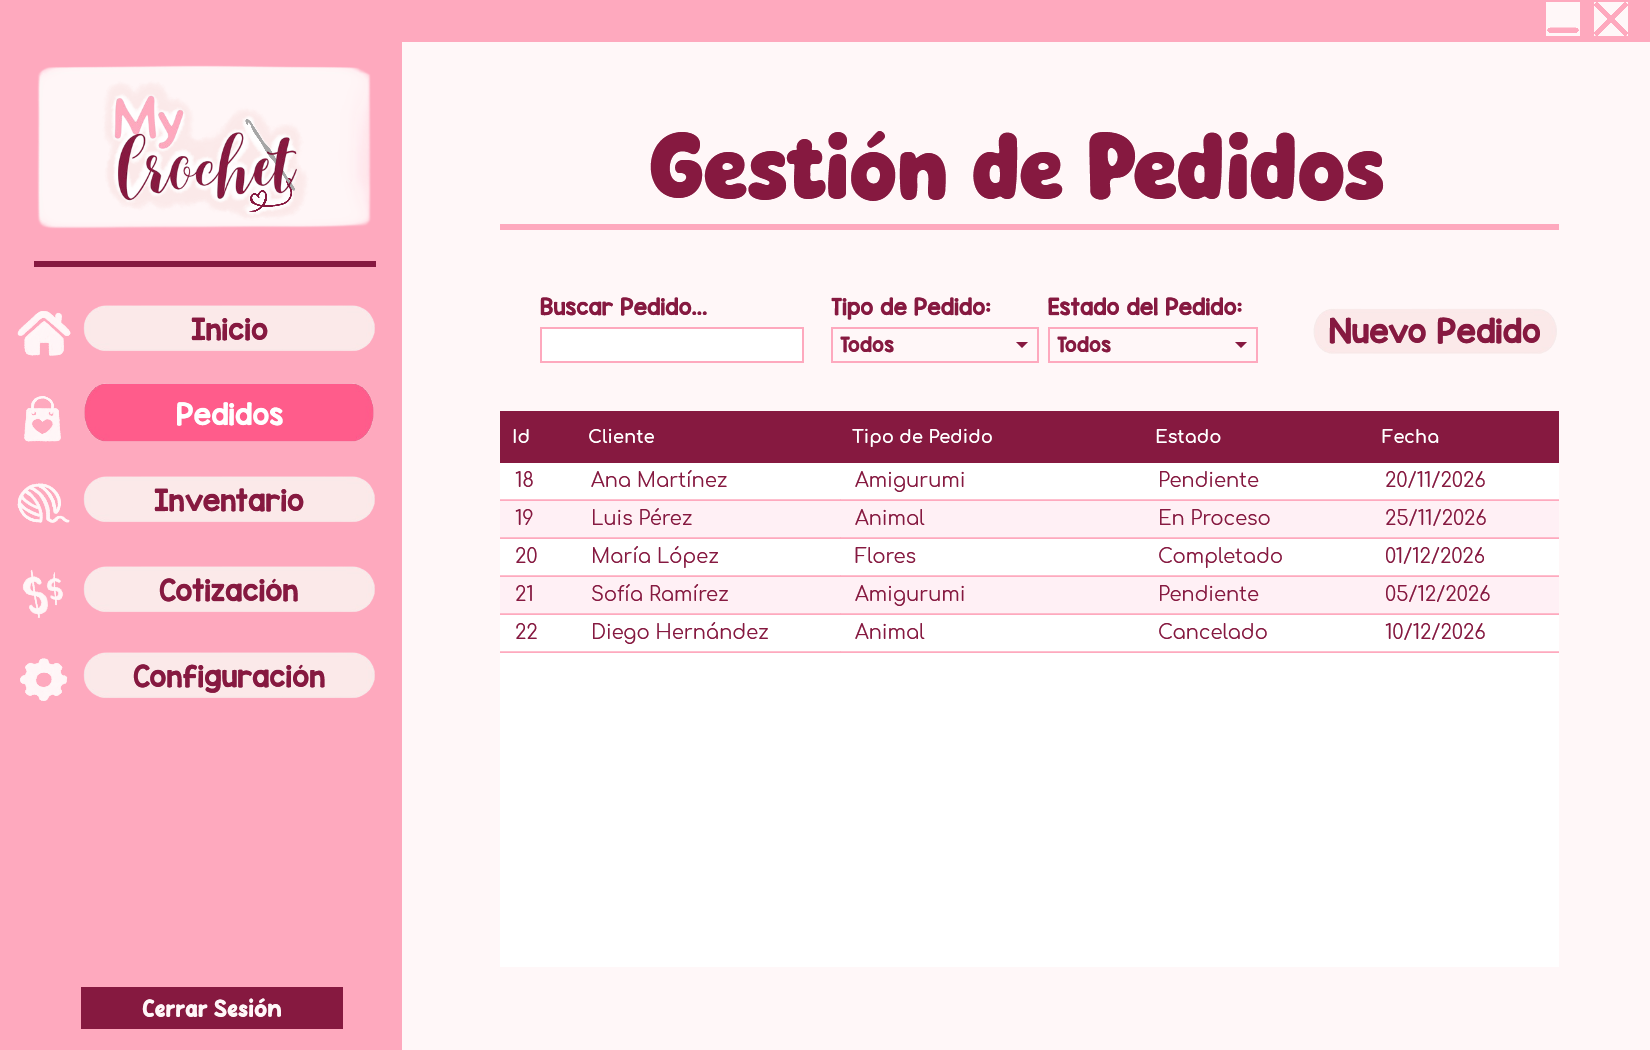 My
Crochet
Inicio
Pedidos
Inventario
Cotización
Configuración
Cerrar Sesión
Gestión de Pedidos
Buscar Pedido... Tipo de Pedido: Estado del Pedido:
Todos Todos Nuevo Pedido
Id Cliente Tipo de Pedido Estado Fecha
18 Ana Martínez Amigurumi Pendiente 20/11/2026
19 Luis Pérez Animal En Proceso 25/11/2026
20 María López Flores Completado 01/12/2026
21 Sofía Ramírez Amigurumi Pendiente 05/12/2026
22 Diego Hernández Animal Cancelado 10/12/2026